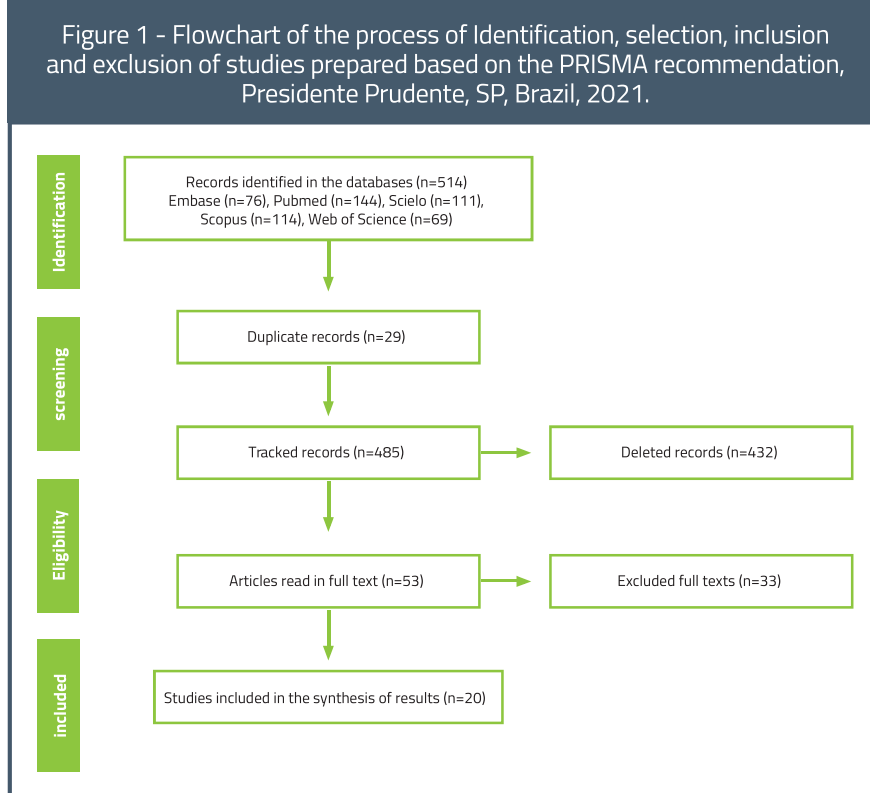 Figure 1 - Flowchart of the process of Identification, selection, inclusion
and exclusion of studies prepared based on the PRISMA recommendation,
Presidente Prudente, SP, Brazil, 2021.
Identification
Records identified in the databases (n=514)
Embase (n=76), Pubmed (n=144), Scielo (n=111),
Scopus (n=114), Web of Science (n=69)
screening
Duplicate records (n=29)
Tracked records (n=485)
Deleted records (n=432)
Eligibility
Articles read in full text (n=53)
Excluded full texts (n=33)
included
Studies included in the synthesis of results (n=20)